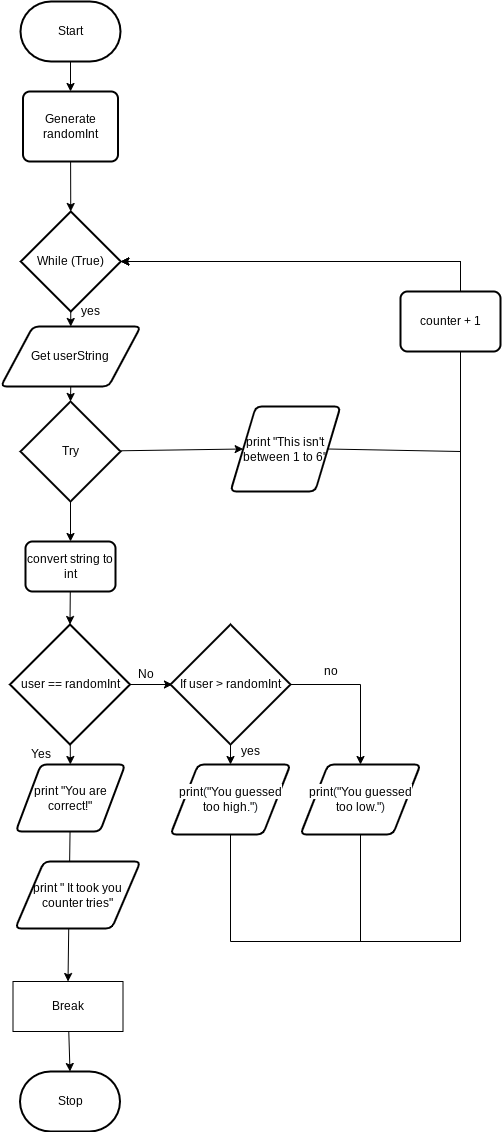 Start
Generate
randomInt
While (True)
yes
counter + 1
Get userString
Try
print "This isn't
between 1 to 6"
convert string to
int
user == randomInt
No
If user > randomInt
no
Yes
yes
print "You are
correct!"
print("You guessed
too high.")
print("You guessed
too low.")
print " It took you
counter tries"
Break
Stop